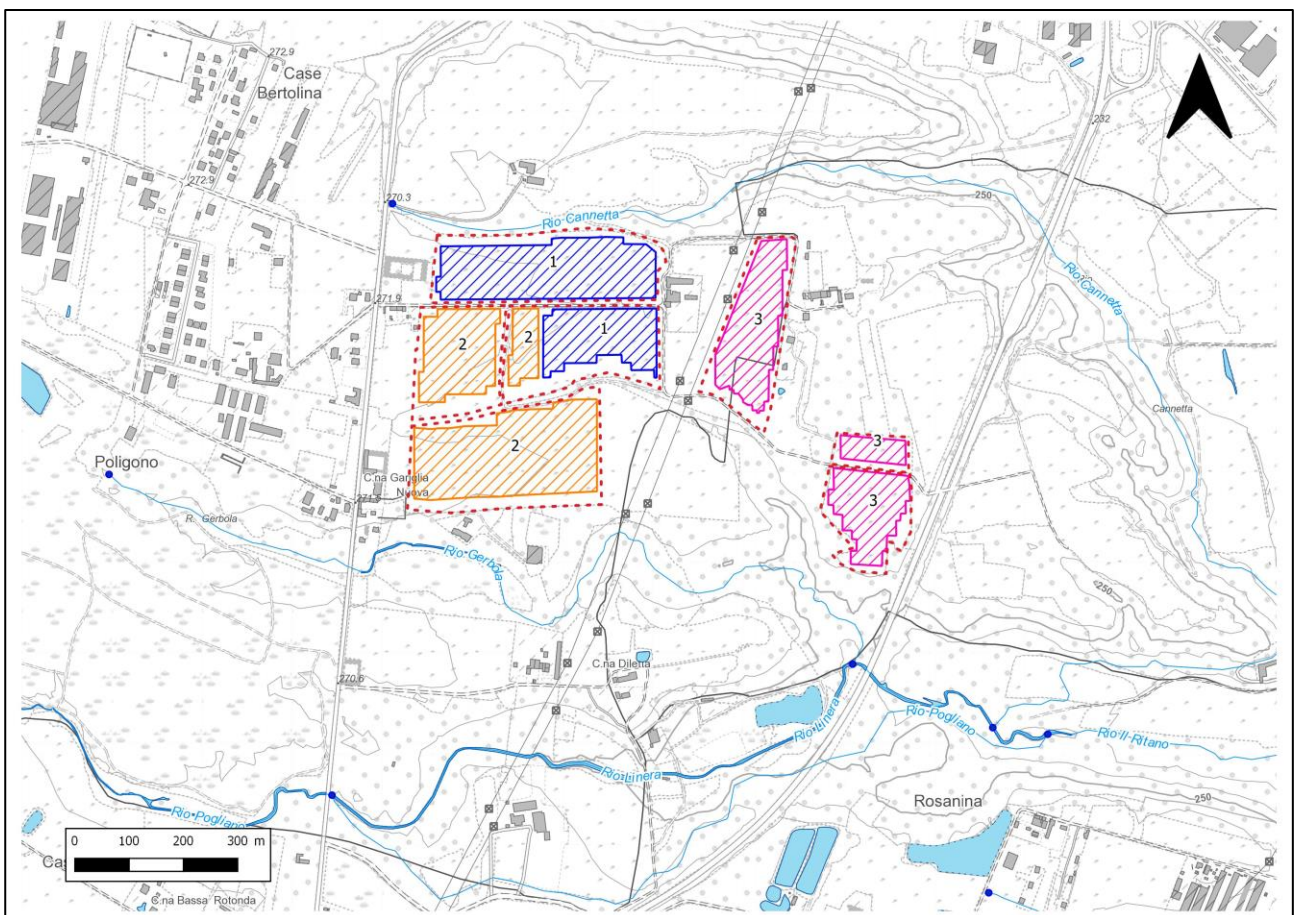 272.9
Case
Bertolina
232
272.9
270.3
Rio Cannetta
250
Rio Cannetta
1
271.9
1
3
2
2
Cannetta
2
3
Poligono
C.na Ganglia
Nuova
3
R. Gerbola
Rio Gerbola
250
C.na Diletta
270.6
Rio Linera
Rio Pogliano
Rio Il Ritano
Rio Linera
Rosanina
250
Rio Pogliano
0 100 200 300 m
C.na Bassa Rotonda